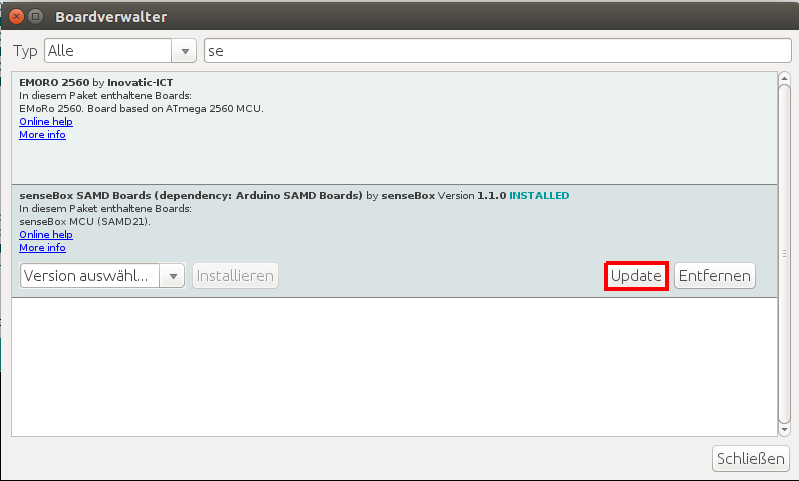 Boardverwalter
Typ Alle se
EMORO 2560 by Inovatic-ICT
In diesem Paket enthaltene Boards:
EMoRo 2560. Board based on ATmega 2560 MCU.
Online help
More info
senseBox SAMD Boards (dependency: Arduino SAMD Boards) by senseBox Version 1.1.0 INSTALLED
In diesem Paket enthaltene Boards:
senseBox MCU (SAMD21).
Online help
More info
Version auswähl... Installieren Update Entfernen
Schließen